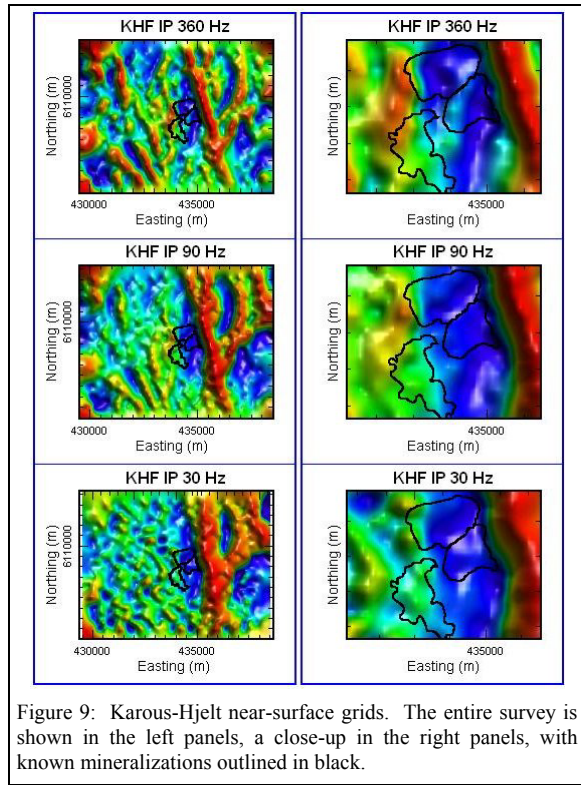 KHF IP 360 Hz
Northing (m)
6110000
430000 435000
Easting (m)
KHF IP 360 Hz
Northing (m)
435000
Easting (m)
KHF IP 90 Hz
Northing (m)
6110000
430000 435000
Easting (m)
KHF IP 90 Hz
Northing (m)
435000
Easting (m)
KHF IP 30 Hz
Northing (m)
6110000
430000 435000
Easting (m)
KHF IP 30 Hz
Northing (m)
435000
Easting (m)
Figure 9: Karous-Hjelt near-surface grids. The entire survey is
shown in the left panels, a close-up in the right panels, with
known mineralizations outlined in black.